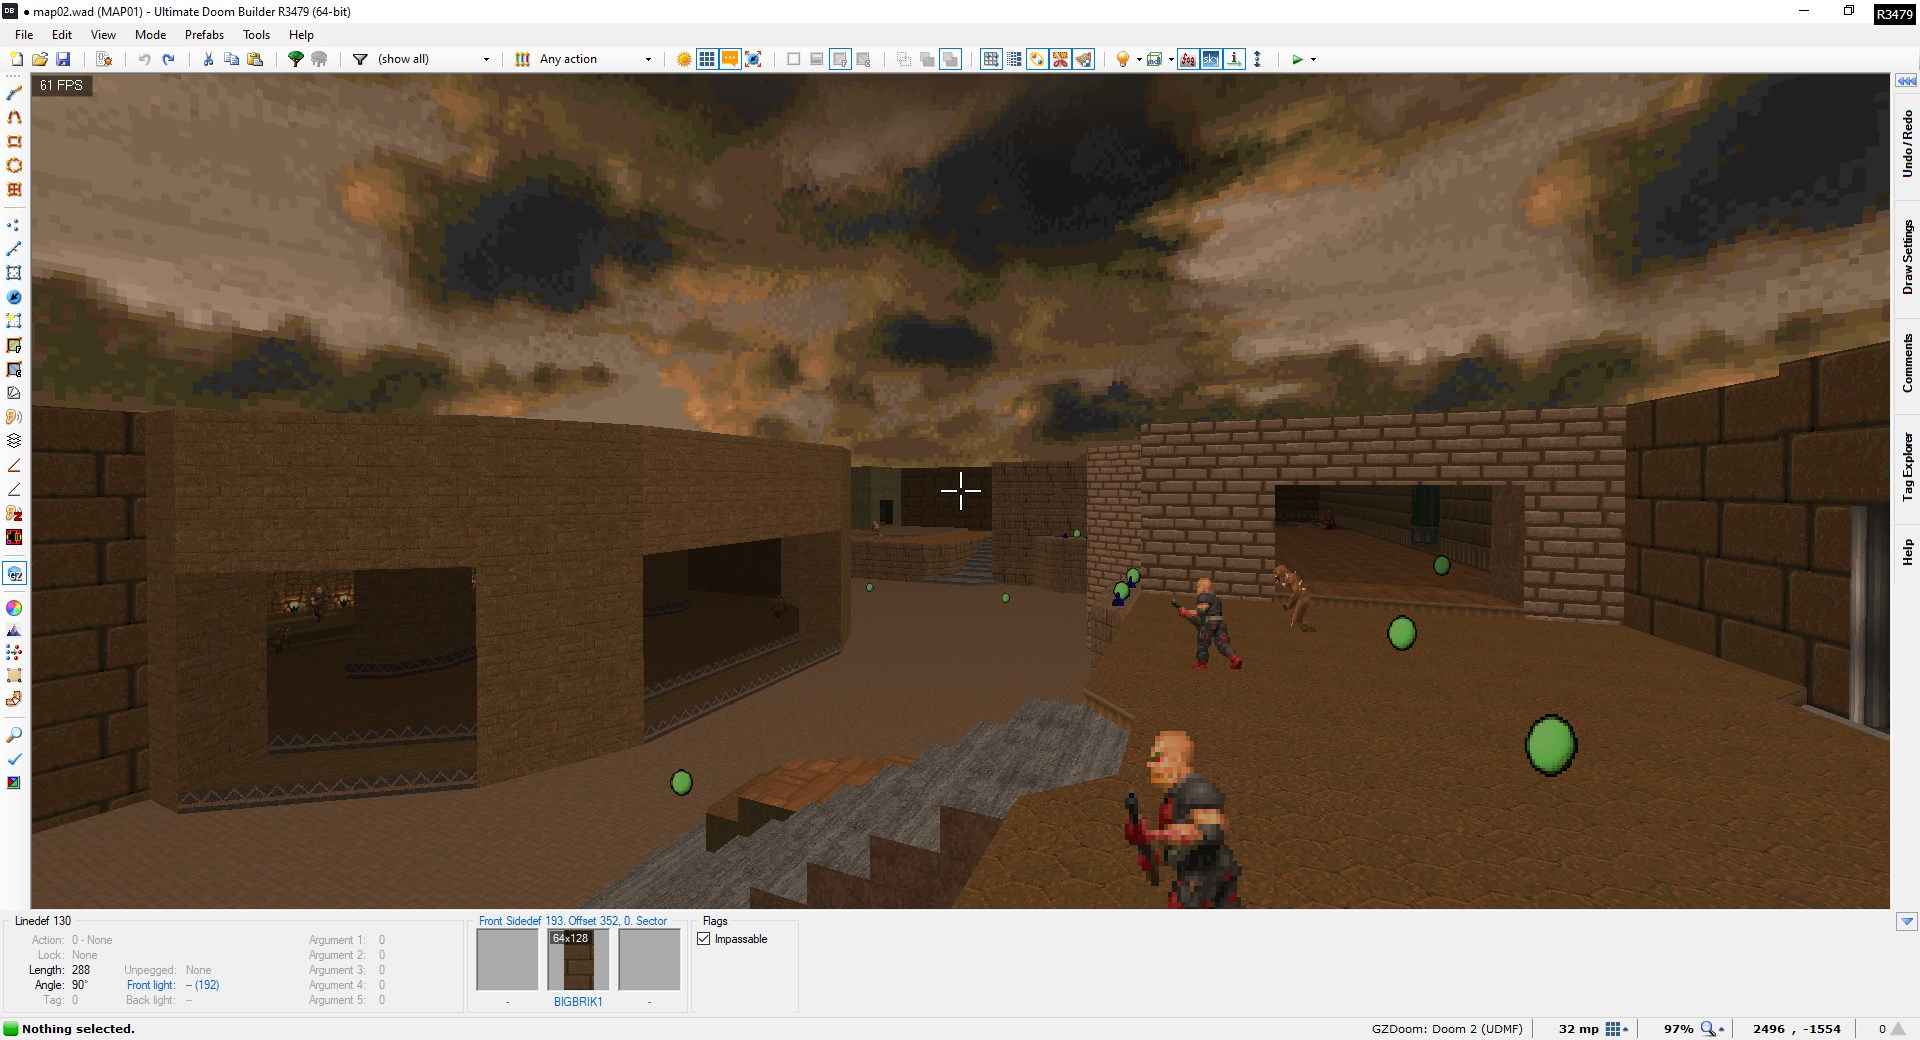 map02.wad (MAP01) - Ultimate Doom Builder R3479 (64-bit)
R3479
File Edit View Mode Prefabs Tools Help
(show all)
Any action
61 FPS
Undo / Redo
Draw Settings
Comments
Tag Explorer
Help
Linedef 130
Action: 0 - None
Lock: None
Length: 288
Angle: 90°
Tag: 0
Unpegged: None
Front light: -- (192)
Back light: --
Argument 1: 0
Argument 2: 0
Argument 3: 0
Argument 4: 0
Argument 5: 0
Front Sidedef 193. Offset 352, 0. Sector
64x128
-
BIGBRIK1
-
Flags
Impassable
Nothing selected.
GZDoom: Doom 2 (UDMF)
32 mp
97%
2496 , -1554
0